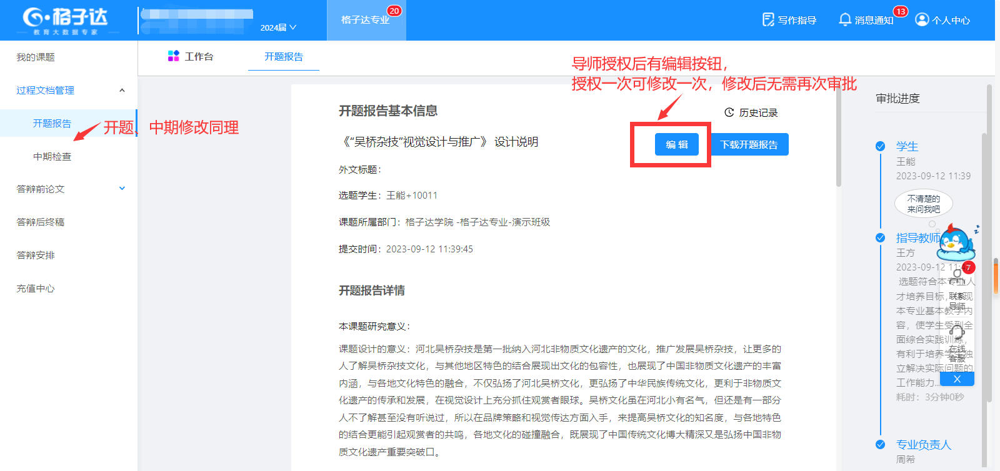 格子达
教育大数据专家
2024届
格子达专业
20
写作指导
消息通知
13
个人中心
我的课题
过程文档管理
开题报告
中期检查
答辩前论文
答辩后终稿
答辩安排
充值中心
工作台
开题报告
导师授权后有编辑按钮，
授权一次可修改一次，修改后无需再次审批
开题、中期修改同理
开题报告基本信息
历史记录
《“吴桥杂技”视觉设计与推广》 设计说明
编 辑
下载开题报告
外文标题：
选题学生：王能+10011
课题所属部门：格子达学院 -格子达专业-演示班级
提交时间：2023-09-12 11:39:45
开题报告详情
本课题研究意义：
课题设计的意义：河北吴桥杂技是第一批纳入河北非物质文化遗产的文化，推广发展吴桥杂技，让更多的
人了解吴桥杂技文化，与其他地区特色的结合展现出文化的包容性，也展现了中国非物质文化遗产的丰富
内涵，与各地文化特色的融合，不仅弘扬了河北吴桥文化，更弘扬了中华民族传统文化，更利于非物质文
化遗产的传承和发展，在视觉设计上充分抓住观赏者眼球。吴桥文化虽在河北小有名气，但还是有一部分
人不了解甚至没有听说过，所以在品牌策略和视觉传达方面入手，来提高吴桥文化的知名度，与各地特色
的结合更能引起观赏者的共鸣，各地文化的碰撞融合，既展现了中国传统文化博大精深又是弘扬中国非物
质文化遗产重要突破口。
审批进度
学生
王能
2023-09-12 11:39
不清楚的
来问我吧
指导教师
王方
2023-09-12 11:42
7
选题符合本专业人
才培养目标，体现
本专业基本教学内
容，使学生受到全
面综合实践训练，
有利于培养学生独
立解决实际问题的
工作能力...
耗时：3分钟0秒
联系
导师
在线
客服
X
专业负责人
周希